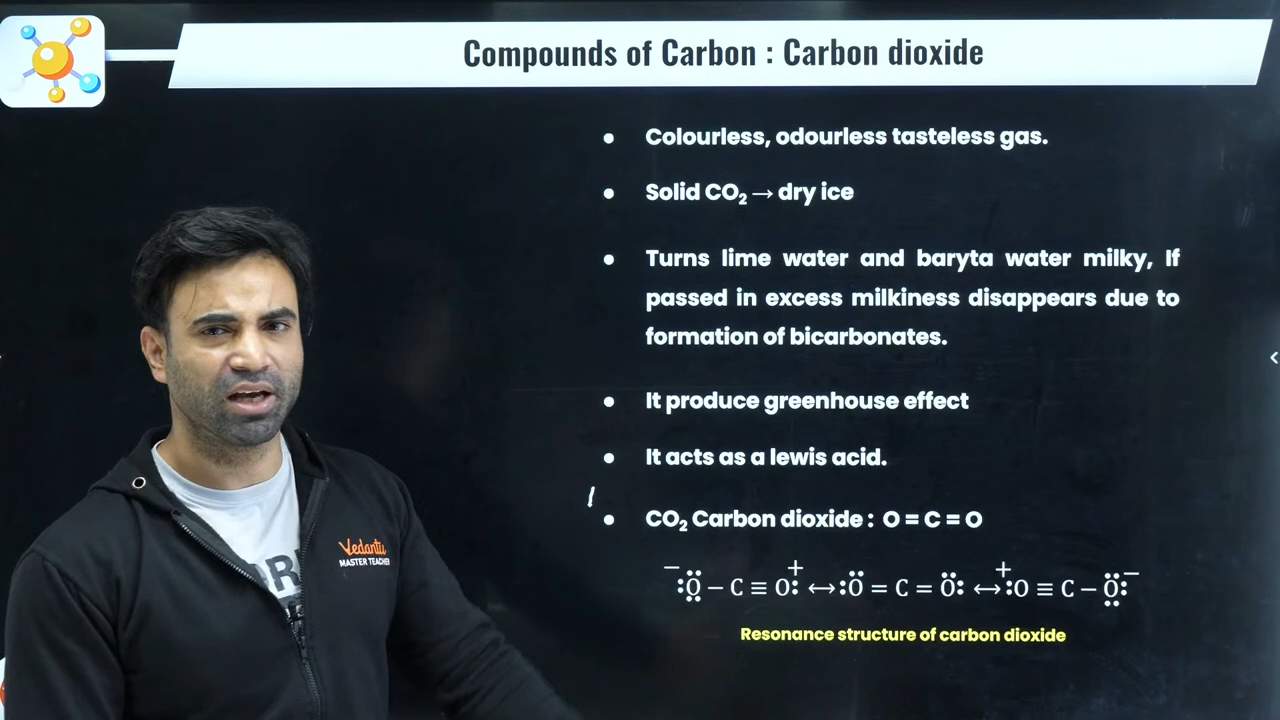 Compounds of Carbon : Carbon dioxide
• Colourless, odourless tasteless gas.
• Solid CO₂ → dry ice
• Turns lime water and baryta water milky, If
passed in excess milkiness disappears due to
formation of bicarbonates.
• It produce greenhouse effect
• It acts as a lewis acid.
• CO₂ Carbon dioxide : O = C = O
⁻:Ö̤ – C ≡ O:⁺ ↔ :Ö = C = Ö: ↔ ⁺:O ≡ C – Ö̤:⁻
Resonance structure of carbon dioxide
Vedantu
MASTER TEACHER